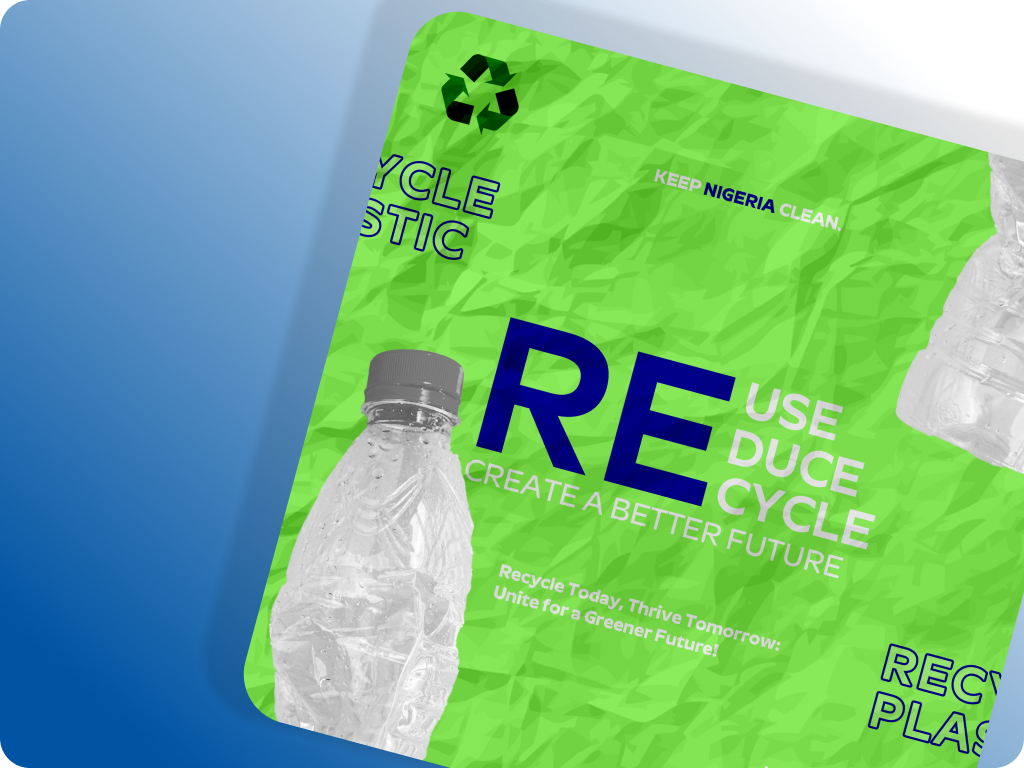 YCLE
STIC
KEEP NIGERIA CLEAN.
RE
USE
DUCE
CYCLE
CREATE A BETTER FUTURE
Recycle Today, Thrive Tomorrow:
Unite for a Greener Future!
RECY
PLAS